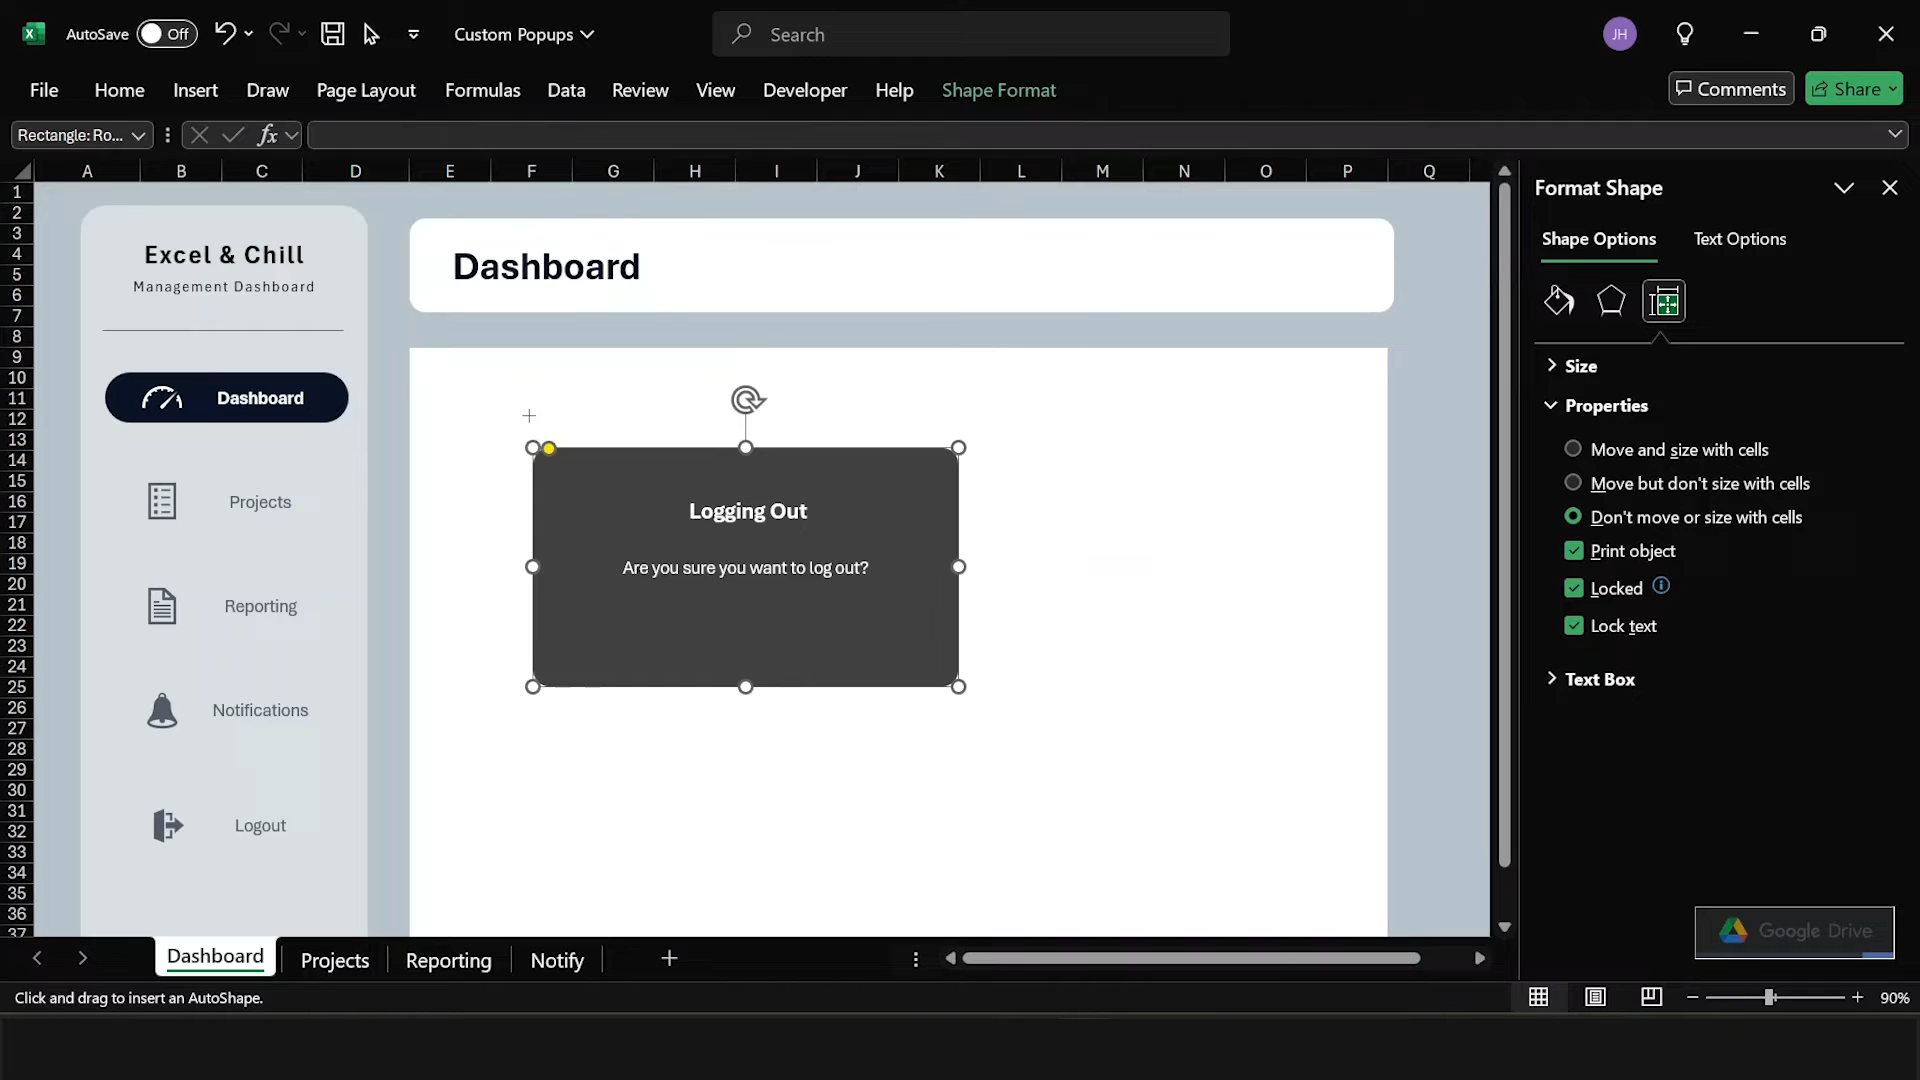 AutoSave Off Custom Popups Search JH
File Home Insert Draw Page Layout Formulas Data Review View Developer Help Shape Format Comments Share
Rectangle: Ro... fx
A B C D E F G H I J K L M N O P Q
1
2
3
4
5
6
7
8
9
10
11
12
13
14
15
16
17
18
19
20
21
22
23
24
25
26
27
28
29
30
31
32
33
34
35
36
37
Excel & Chill
Management Dashboard
Dashboard
Projects
Reporting
Notifications
Logout
Dashboard
Logging Out
Are you sure you want to log out?
Format Shape
Shape Options Text Options
Size
Properties
Move and size with cells
Move but don't size with cells
Don't move or size with cells
Print object
Locked
Lock text
Text Box
Google Drive
Dashboard Projects Reporting Notify
Click and drag to insert an AutoShape. 90%